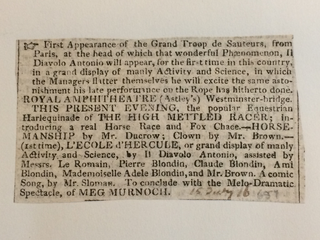 ☞ First Appearance of the Grand Troop de Sauteurs, from
Paris, at the head of which that wonderful Phenomenon, Il
Diavolo Antonio will appear, for the first time in this country,
in a grand display of manly Activity and Science, in which
the Managers flatter themselves he will excite the same asto-
nishment his late performance on the Rope has hitherto done.
ROYAL AMPHITHEATRE (Astley's) Westminster-bridge.
THIS PRESENT EVENING, the popular Equestrian
Harlequinade of THE HIGH METTLED RACER; In-
troducing a real Horse Race and Fox Chace.—HORSE-
MANSHIP by Mr. Ducrow; Clown by Mr. Brown.—
(1st time), L'ECOLE d'HERCULE, or grand display of manly
Activity and Science, by Il Diavolo Antonio, assisted by
Messrs. Le Romain, Pierre Blondin, Claude Blondin, Ami
Blondin, Mademoiselle Adele Blondin, and Mr. Brown. A comic
Song, by Mr. Sloman. To conclude with the Melo-Dramatic
Spectacle, of MEG MURNOCH.